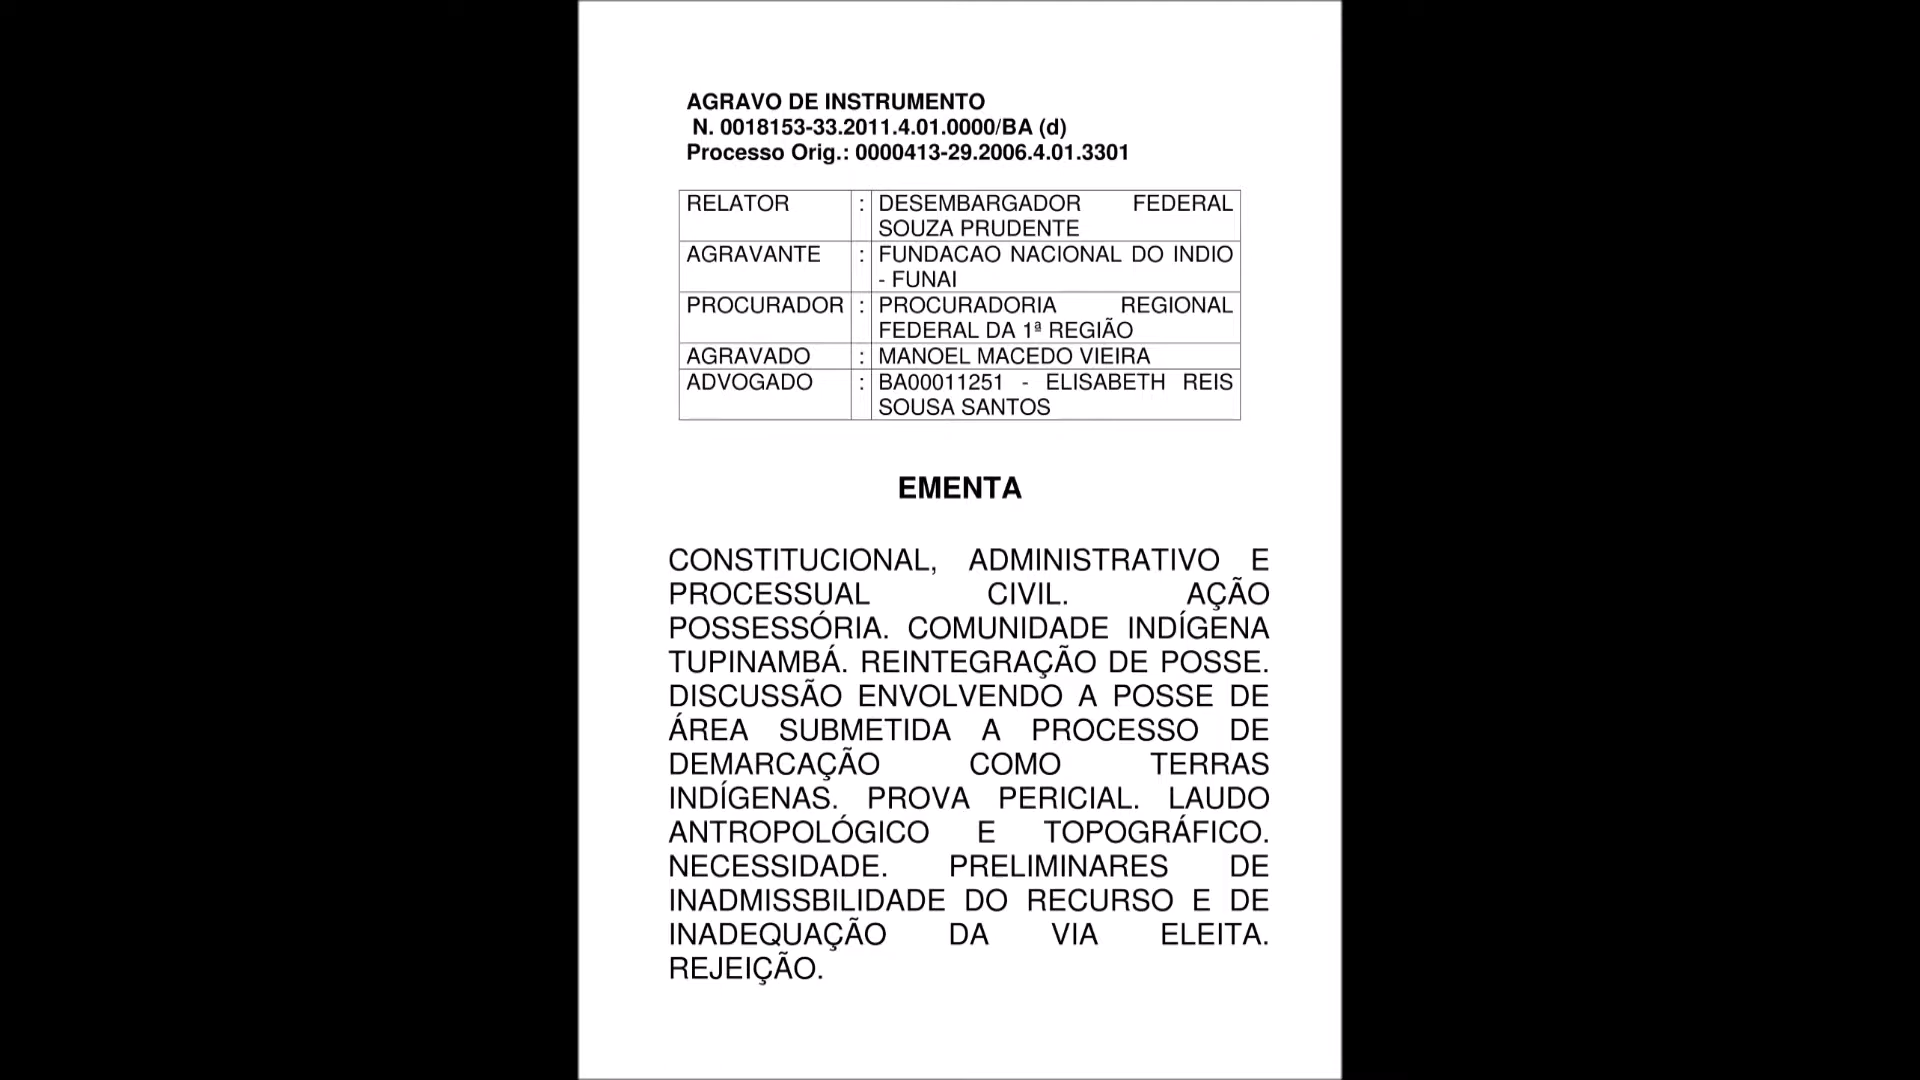 AGRAVO DE INSTRUMENTO
N. 0018153-33.2011.4.01.0000/BA (d)
Processo Orig.: 0000413-29.2006.4.01.3301
RELATOR : DESEMBARGADOR FEDERAL
SOUZA PRUDENTE
AGRAVANTE : FUNDACAO NACIONAL DO INDIO
- FUNAI
PROCURADOR : PROCURADORIA REGIONAL
FEDERAL DA 1ª REGIÃO
AGRAVADO : MANOEL MACEDO VIEIRA
ADVOGADO : BA00011251 - ELISABETH REIS
SOUSA SANTOS
EMENTA
CONSTITUCIONAL, ADMINISTRATIVO E
PROCESSUAL CIVIL. AÇÃO
POSSESSÓRIA. COMUNIDADE INDÍGENA
TUPINAMBÁ. REINTEGRAÇÃO DE POSSE.
DISCUSSÃO ENVOLVENDO A POSSE DE
ÁREA SUBMETIDA A PROCESSO DE
DEMARCAÇÃO COMO TERRAS
INDÍGENAS. PROVA PERICIAL. LAUDO
ANTROPOLÓGICO E TOPOGRÁFICO.
NECESSIDADE. PRELIMINARES DE
INADMISSBILIDADE DO RECURSO E DE
INADEQUAÇÃO DA VIA ELEITA.
REJEIÇÃO.